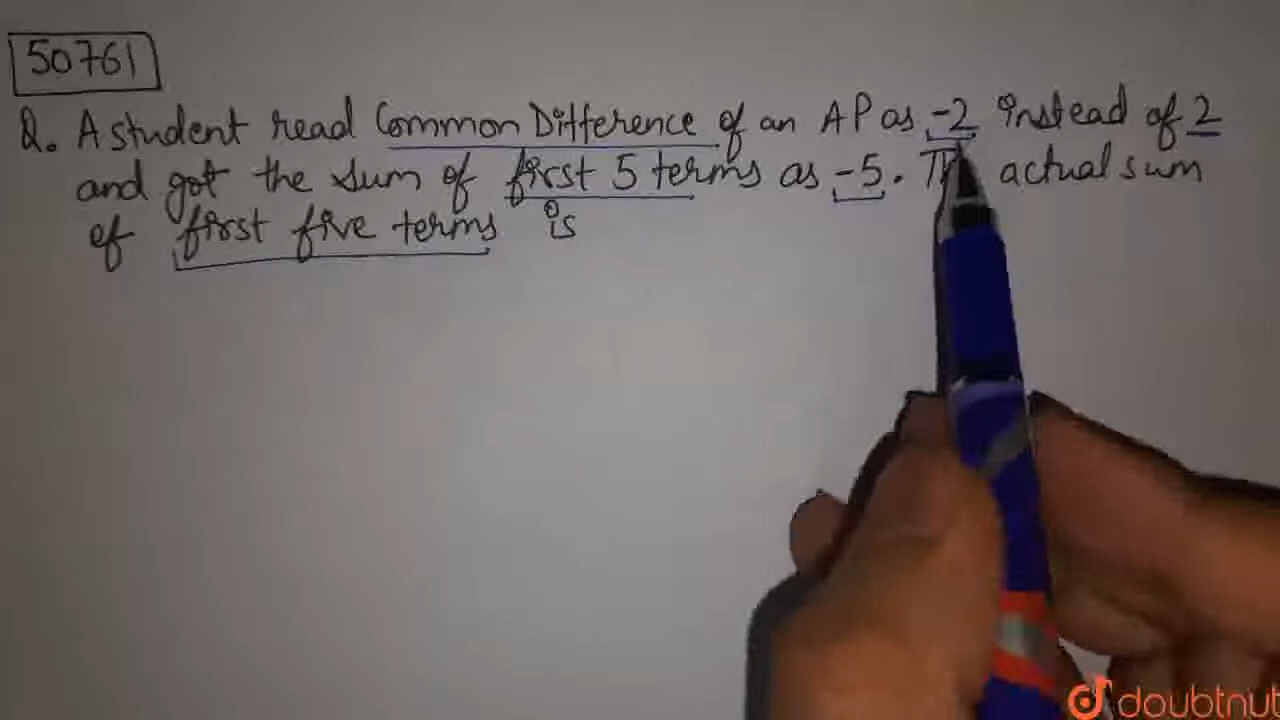 50761
Q. A student read Common Difference of an AP as -2 instead of 2
and got the sum of first 5 terms as -5. actual sum
of first five terms is
doubtnut